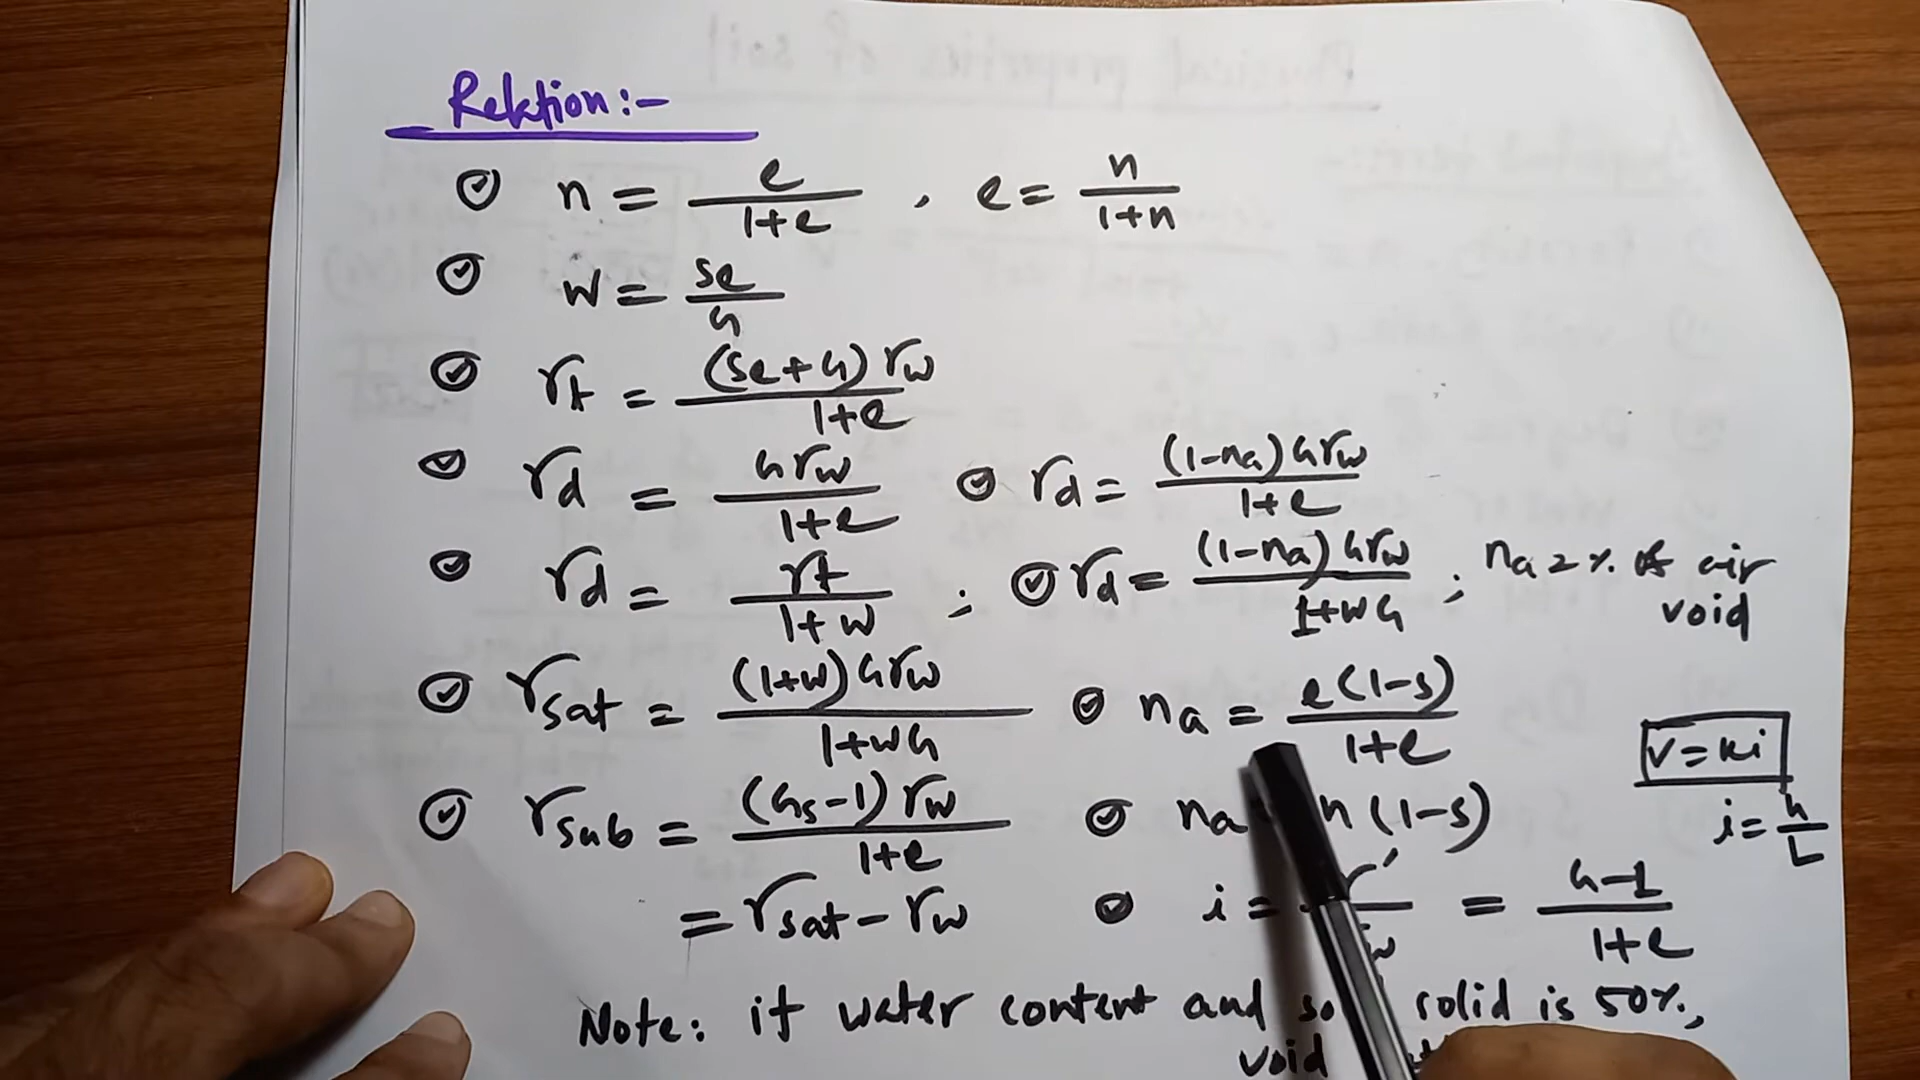 Relation:-
n = e/(1+e) , e = n/(1+n)
w = se/G
γt = (se+G)γw/(1+e)
γd = Gγw/(1+e) γd = (1-na)Gγw/(1+e)
γd = γt/(1+w) ; γd = (1-na)Gγw/(1+wG) ; na = % of air
void
γsat = (1+w)Gγw/(1+wG) na = e(1-s)/(1+e)
v = ki
γsub = (Gs-1)γw/(1+e) na n(1-s)
i = h/L
= γsat - γw i = γ'/w = (G-1)/(1+e)
Note: if water content and solid is 50%,
void